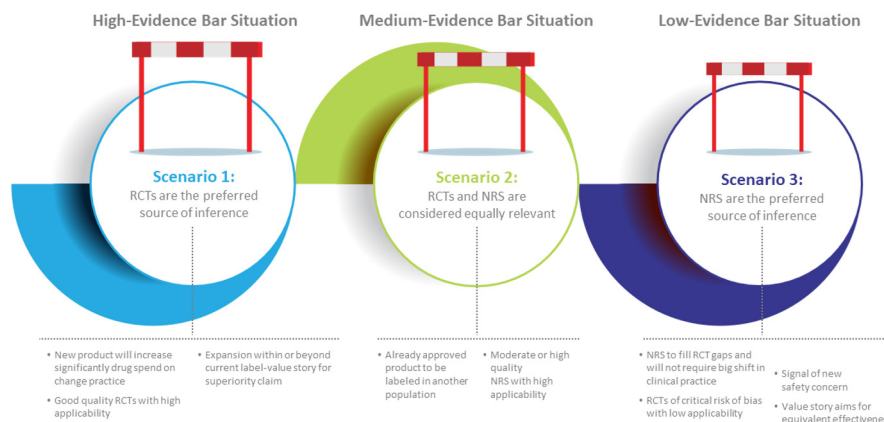 High-Evidence Bar Situation
Medium-Evidence Bar Situation
Low-Evidence Bar Situation
Scenario 1:
RCTs are the preferred
source of inference
Scenario 2:
RCTs and NRS are
considered equally relevant
Scenario 3:
NRS are the preferred
source of inference
• New product will increase
significantly drug spend on
change practice
• Good quality RCTs with high
applicability
• Expansion within or beyond
current label-value story for
superiority claim
• Already approved
product to be
labeled in another
population
• Moderate or high
quality
NRS with high
applicability
• NRS to fill RCT gaps and
will not require big shift in
clinical practice
• RCTs of critical risk of bias
with low applicability
• Signal of new
safety concern
• Value story aims for
equivalent effectivene